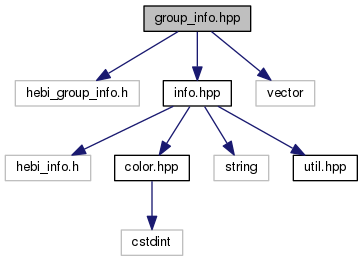 group_info.hpp
hebi_group_info.h
info.hpp
vector
hebi_info.h
color.hpp
string
util.hpp
cstdint